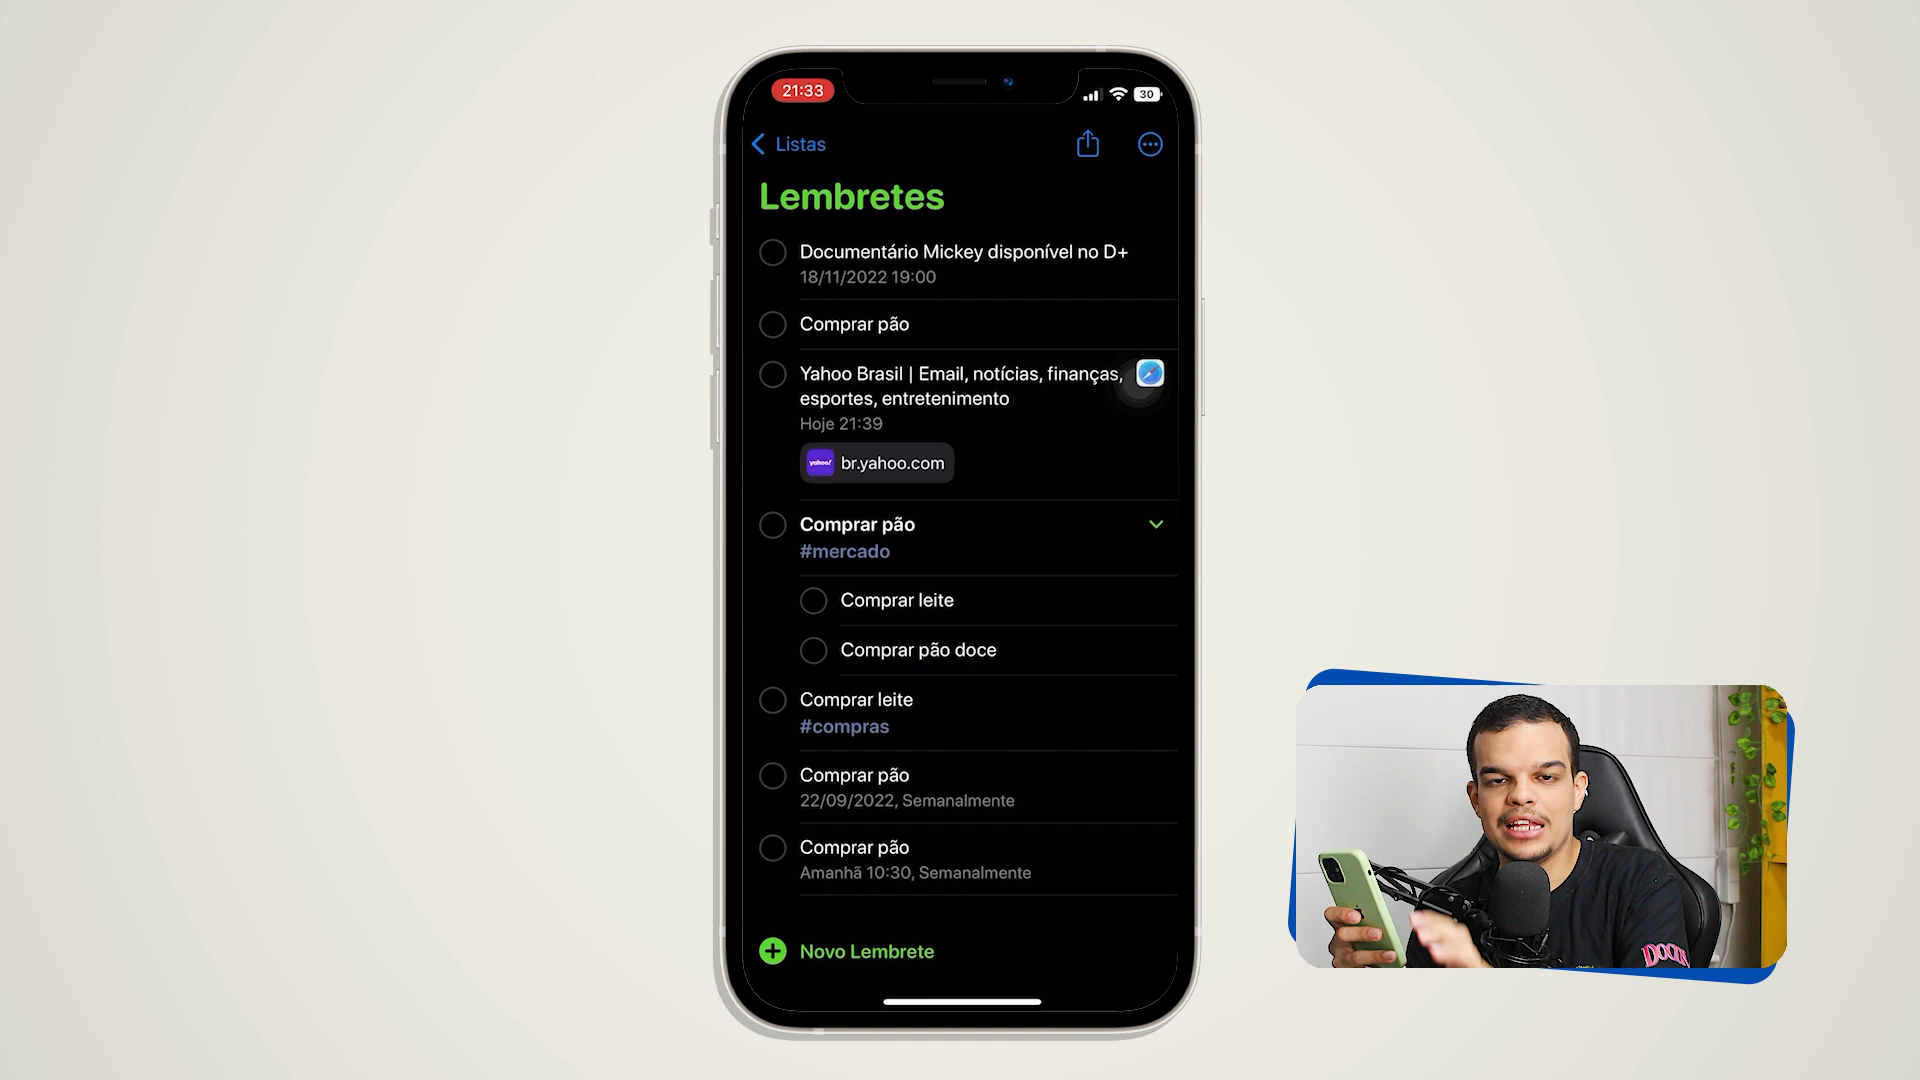 21:33
30
Listas
Lembretes
Documentário Mickey disponível no D+
18/11/2022 19:00
Comprar pão
Yahoo Brasil | Email, notícias, finanças,
esportes, entretenimento
Hoje 21:39
yahoo!
br.yahoo.com
Comprar pão
#mercado
Comprar leite
Comprar pão doce
Comprar leite
#compras
Comprar pão
22/09/2022, Semanalmente
Comprar pão
Amanhã 10:30, Semanalmente
Novo Lembrete